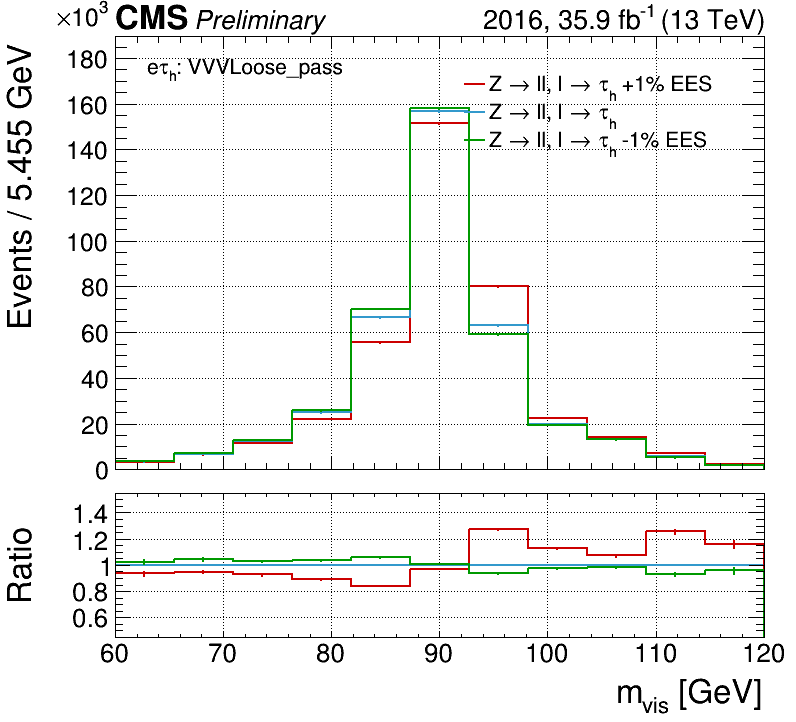 ×10³ CMS Preliminary 2016, 35.9 fb⁻¹ (13 TeV)
eτₕ: VVVLoose_pass
Z → ll, l → τₕ +1% EES
Z → ll, l → τₕ
Z → ll, l → τₕ -1% EES
Events / 5.455 GeV
180
160
140
120
100
80
60
40
20
0
Ratio
1.4
1.2
1
0.8
0.6
60 70 80 90 100 110 120
m_vis [GeV]